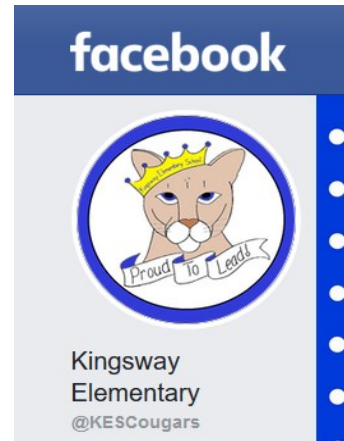 facebook
Kingsway Elementary School
Proud To Lead!
Kingsway
Elementary
@KESCougars